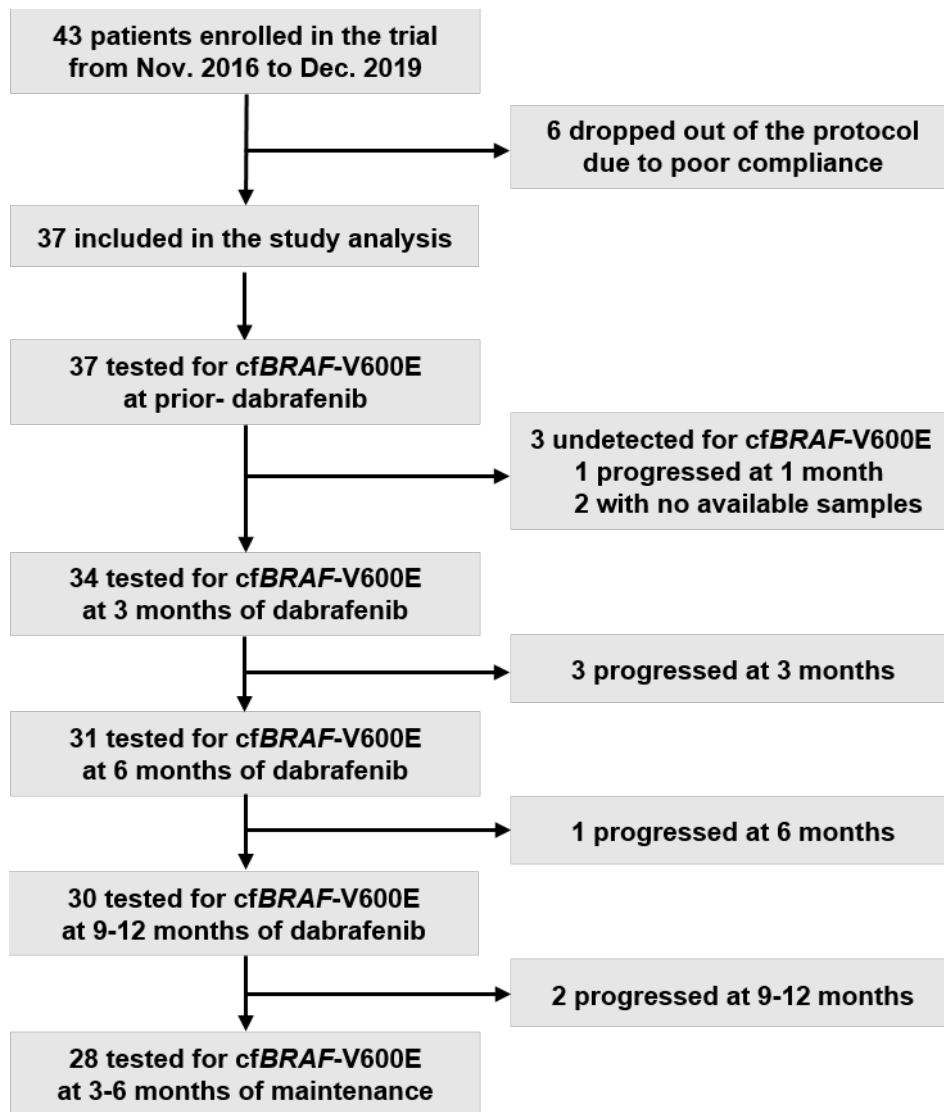 43 patients enrolled in the trial
from Nov. 2016 to Dec. 2019
6 dropped out of the protocol
due to poor compliance
37 included in the study analysis
37 tested for cfBRAF-V600E
at prior- dabrafenib
3 undetected for cfBRAF-V600E
1 progressed at 1 month
2 with no available samples
34 tested for cfBRAF-V600E
at 3 months of dabrafenib
3 progressed at 3 months
31 tested for cfBRAF-V600E
at 6 months of dabrafenib
1 progressed at 6 months
30 tested for cfBRAF-V600E
at 9-12 months of dabrafenib
2 progressed at 9-12 months
28 tested for cfBRAF-V600E
at 3-6 months of maintenance